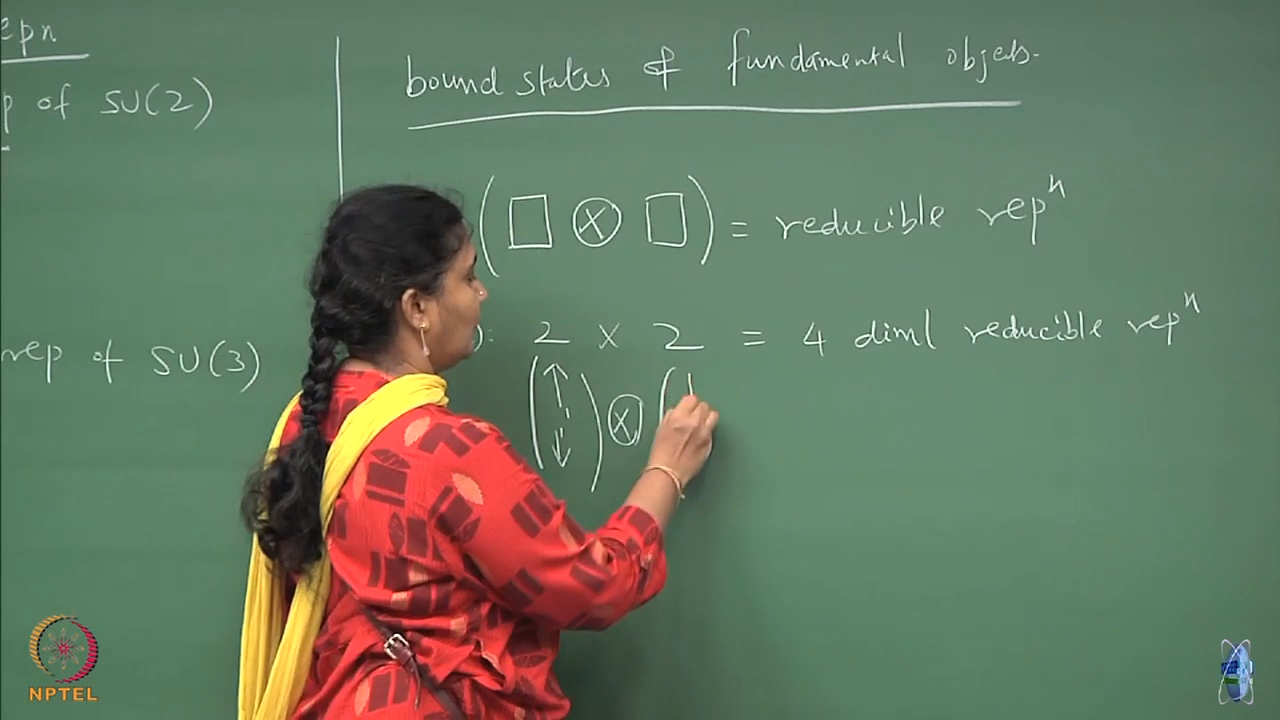 epn
p of SU(2)
rep of SU(3)
bound states of fundamental objects.
( □ ⊗ □ ) = reducible repⁿ
): 2 x 2 = 4 diml reducible repⁿ
( ↑ ↓ ) ⊗ (
NPTEL